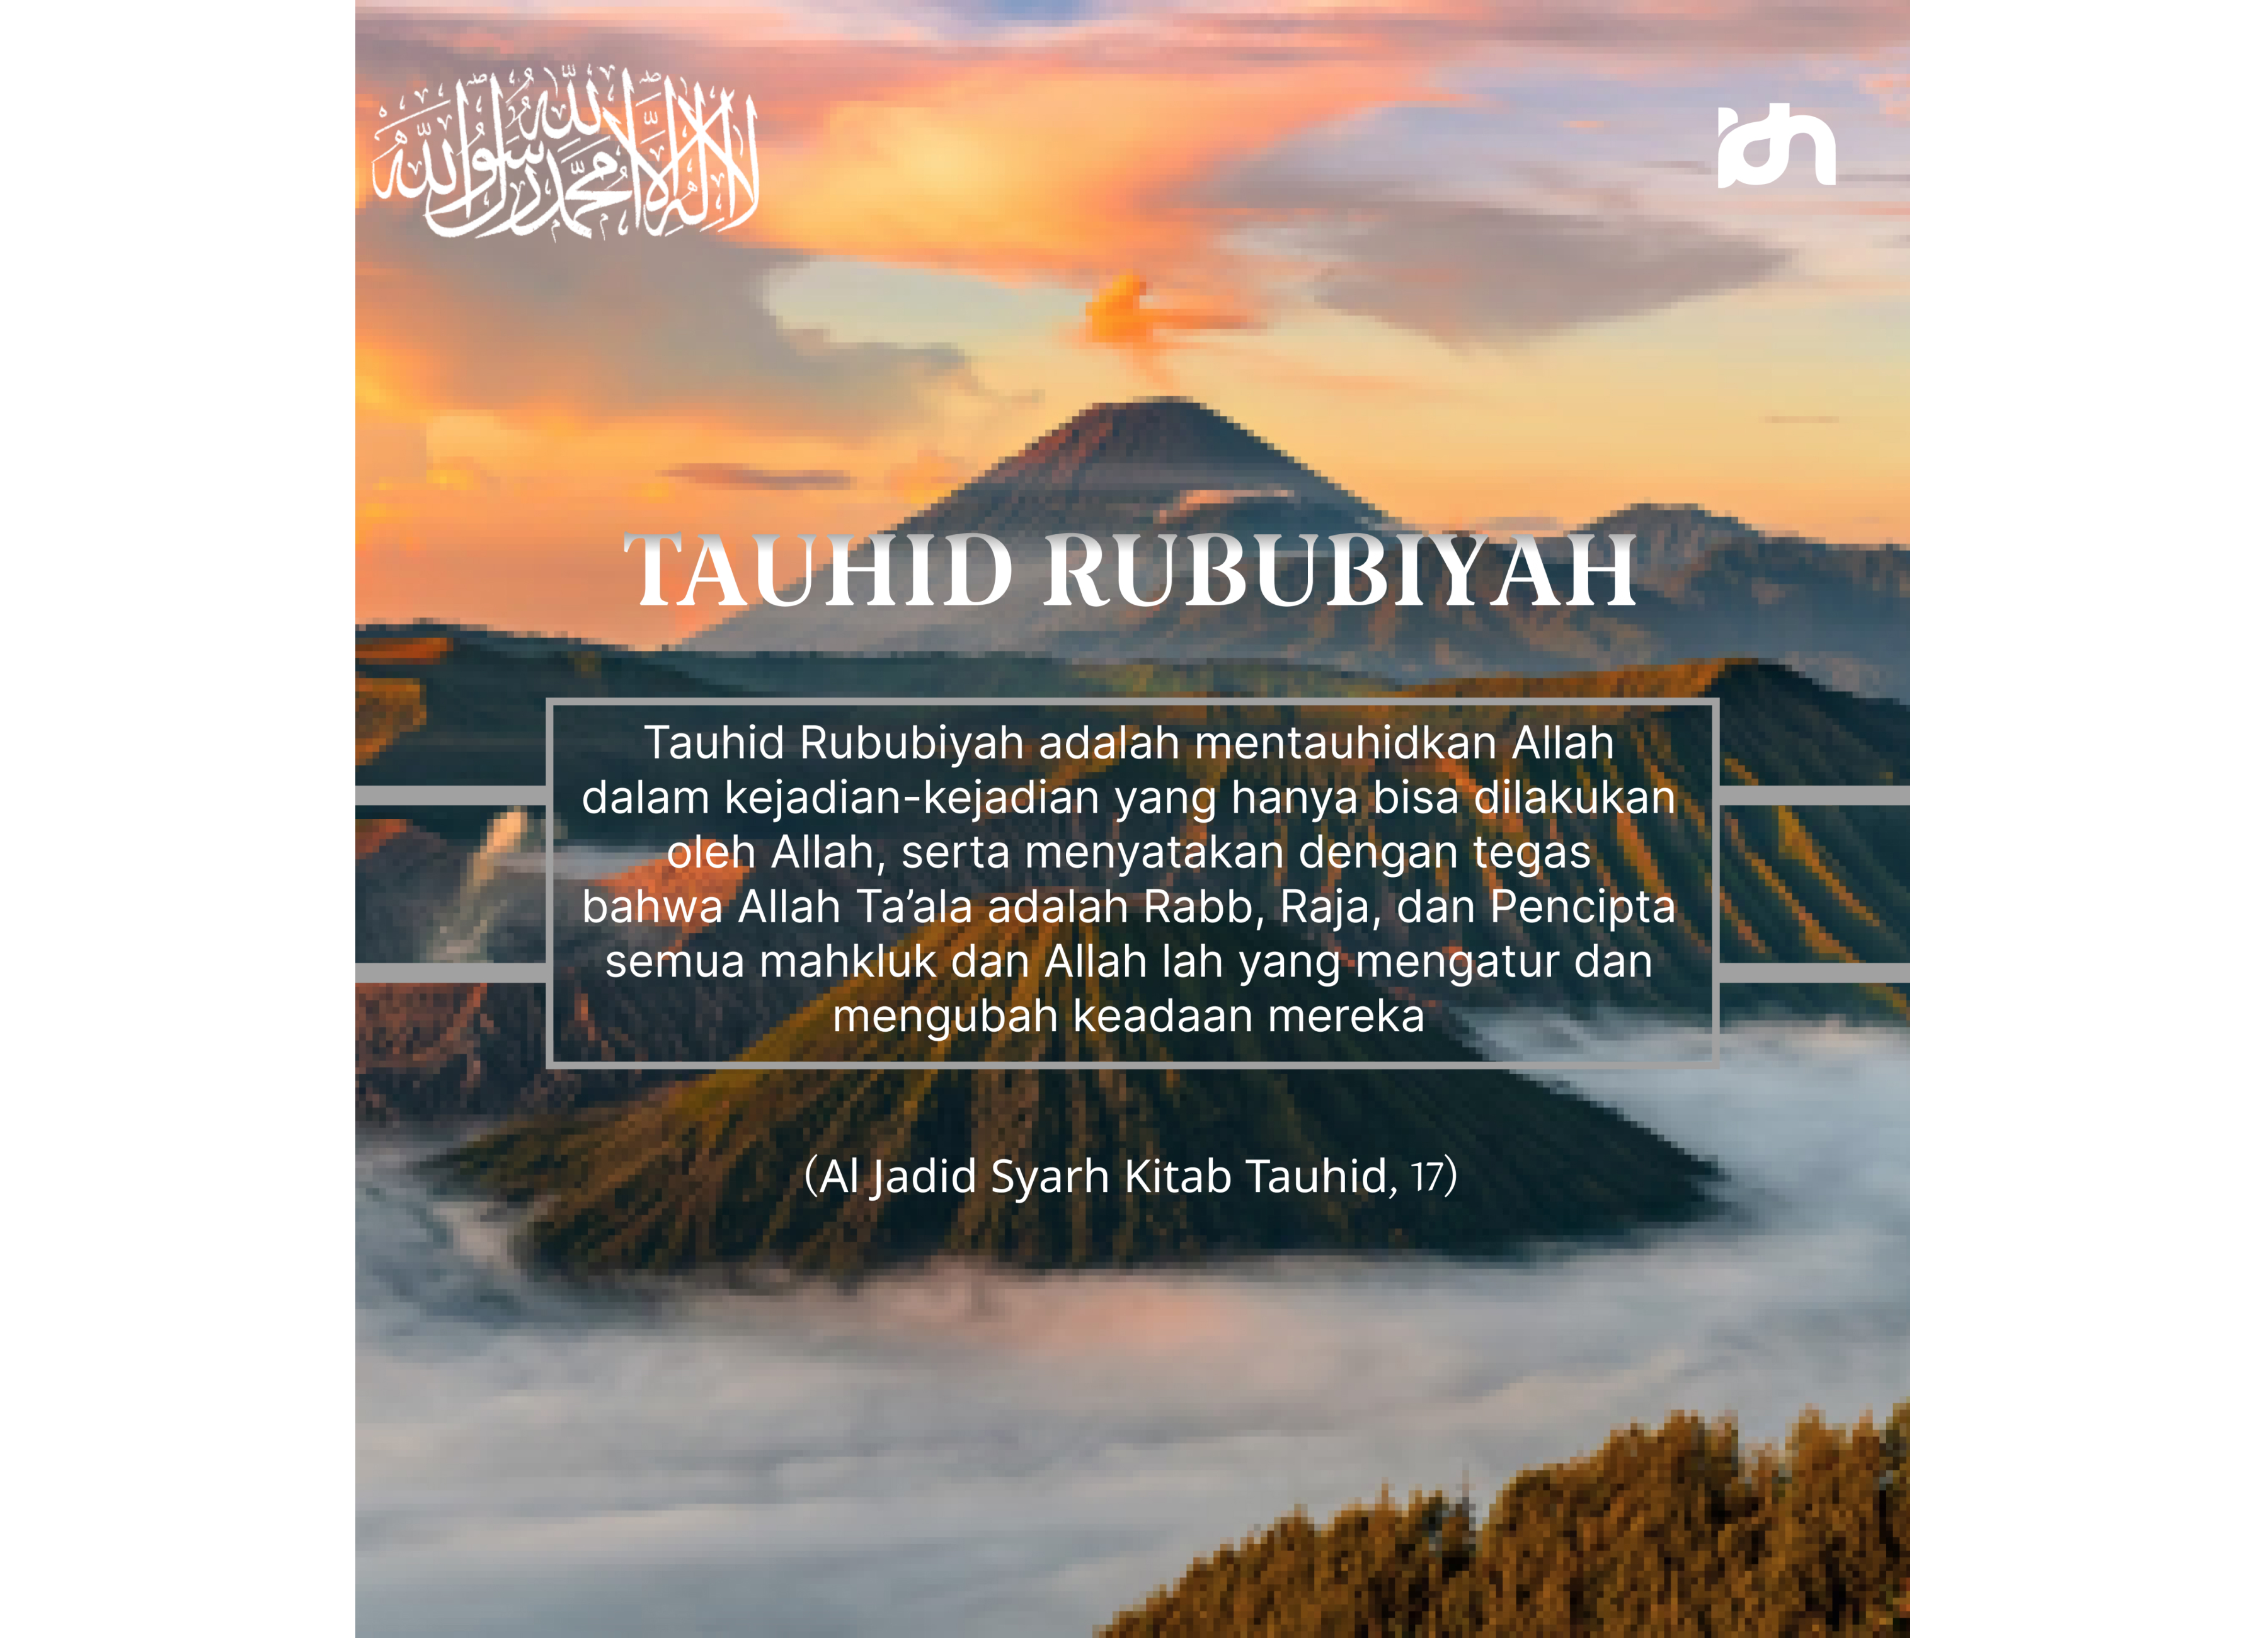 لا إله إلا الله محمد رسول الله
TAUHID RUBUBIYAH
Tauhid Rububiyah adalah mentauhidkan Allah
dalam kejadian-kejadian yang hanya bisa dilakukan
oleh Allah, serta menyatakan dengan tegas
bahwa Allah Ta’ala adalah Rabb, Raja, dan Pencipta
semua mahkluk dan Allah lah yang mengatur dan
mengubah keadaan mereka
(Al Jadid Syarh Kitab Tauhid, 17)